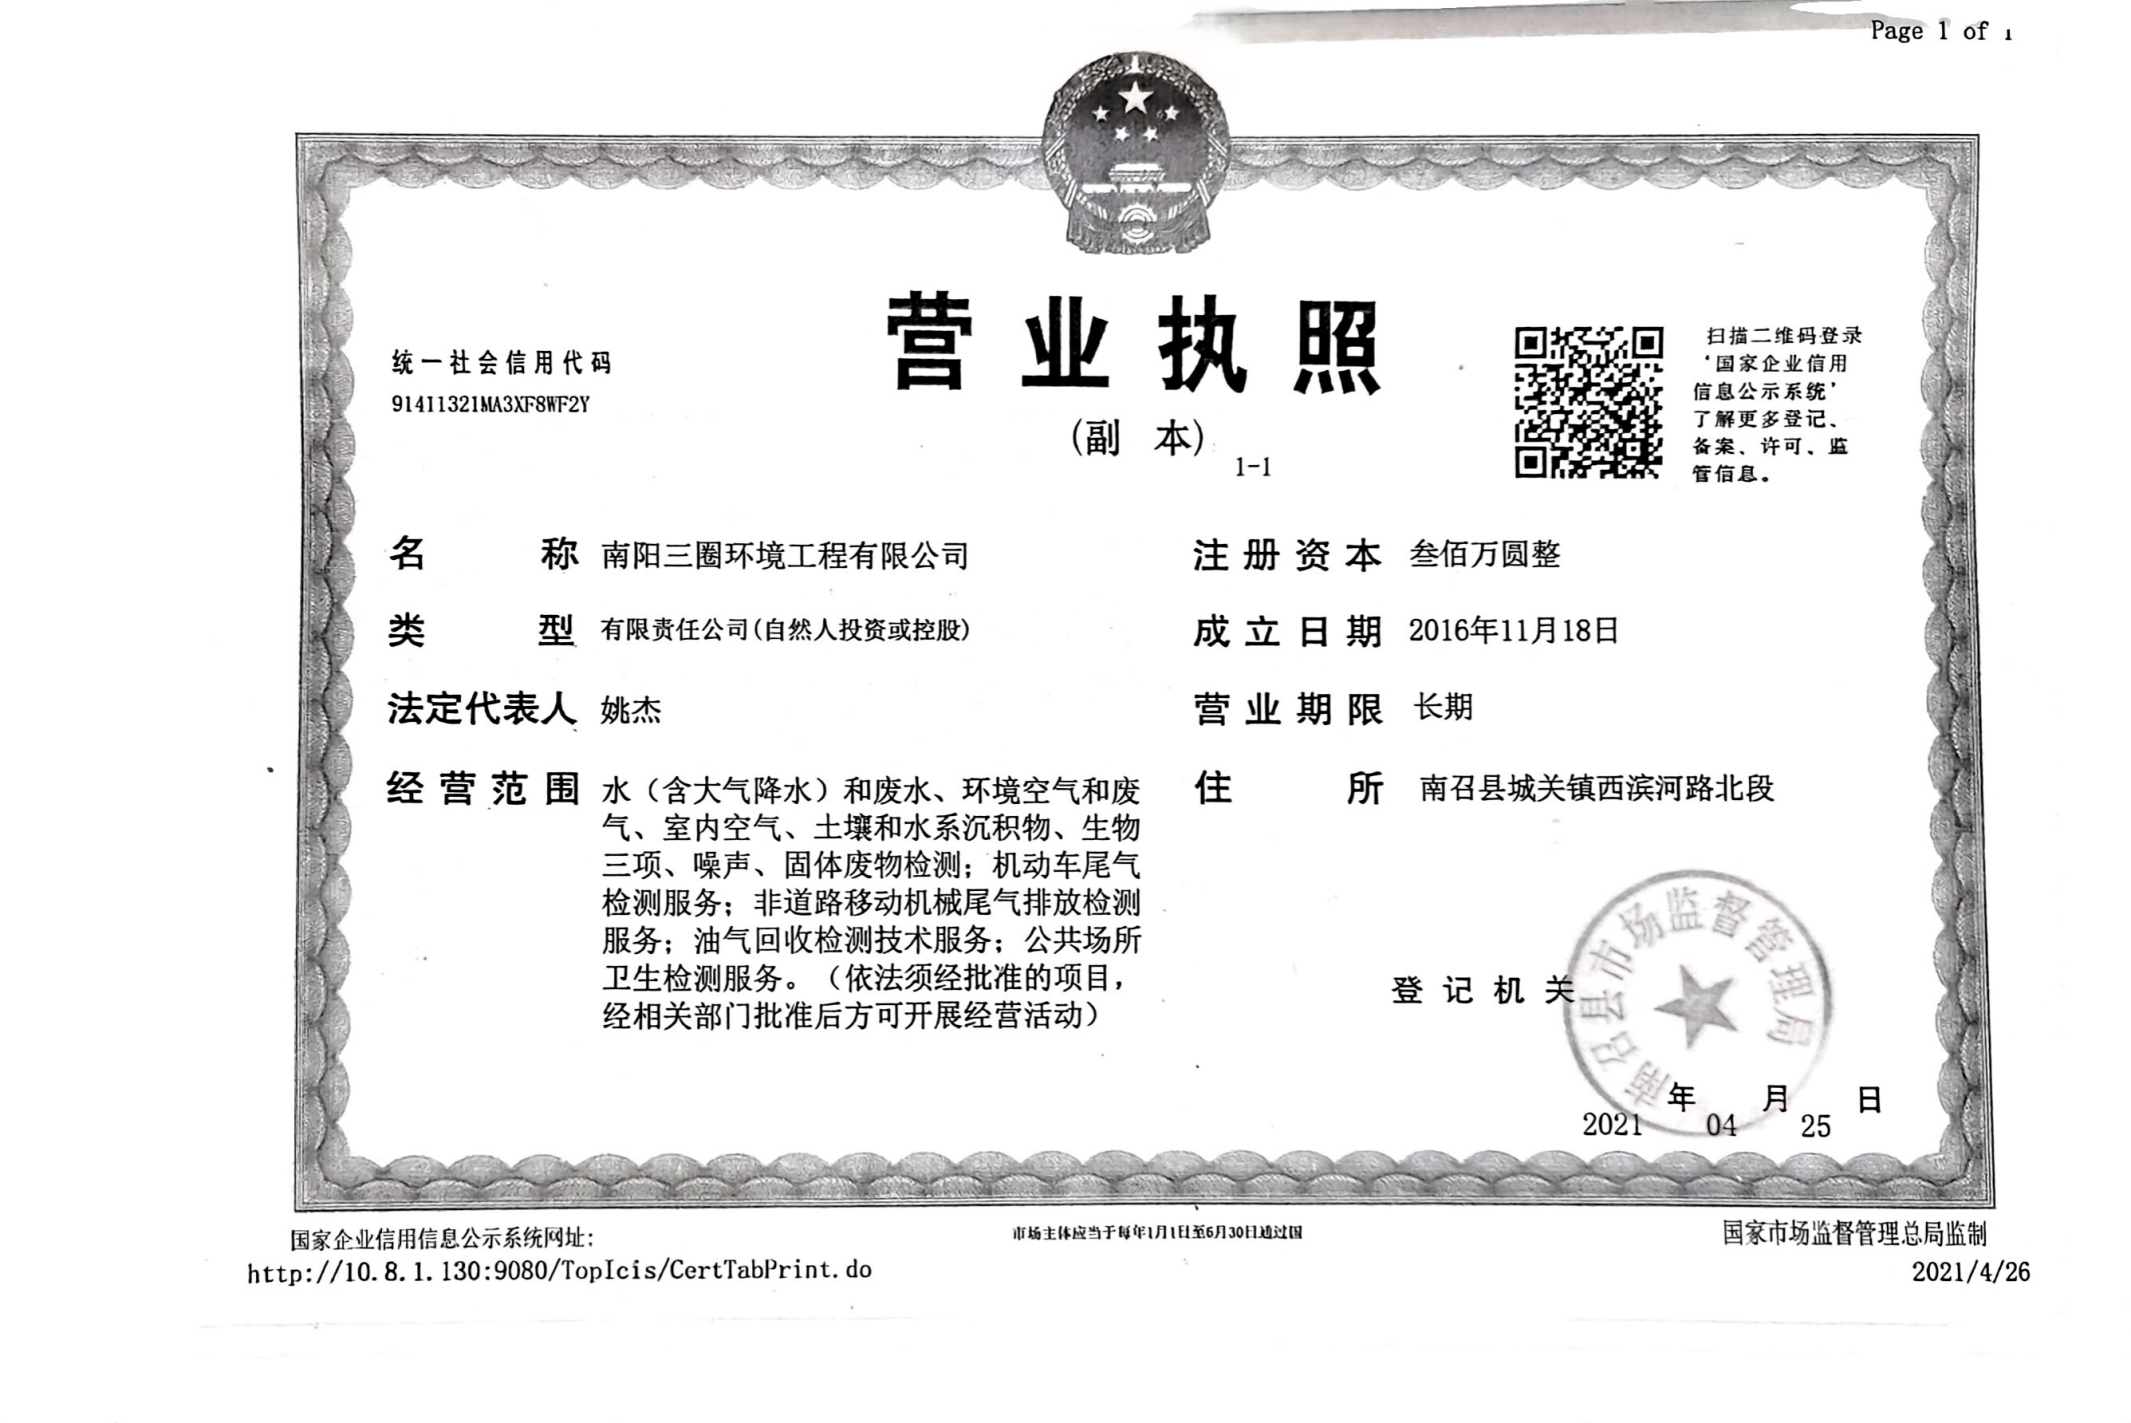 Page 1 of 1
营业执照
(副 本)
1-1
统一社会信用代码
91411321MA3XF8WF2Y
扫描二维码登录
‘国家企业信用
信息公示系统’
了解更多登记、
备案、许可、监
管信息。
名 称 南阳三圈环境工程有限公司
类 型 有限责任公司(自然人投资或控股)
法定代表人 姚杰
经营范围 水（含大气降水）和废水、环境空气和废
气、室内空气、土壤和水系沉积物、生物
三项、噪声、固体废物检测；机动车尾气
检测服务；非道路移动机械尾气排放检测
服务；油气回收检测技术服务；公共场所
卫生检测服务。（依法须经批准的项目，
经相关部门批准后方可开展经营活动）
注册资本 叁佰万圆整
成立日期 2016年11月18日
营业期限 长期
住 所 南召县城关镇西滨河路北段
登记机关
南召县市场监督管理局
年 月 日
2021 04 25
国家企业信用信息公示系统网址:
市场主体应当于每年1月1日至6月30日通过国
国家市场监督管理总局监制
http://10.8.1.130:9080/TopIcis/CertTabPrint.do
2021/4/26